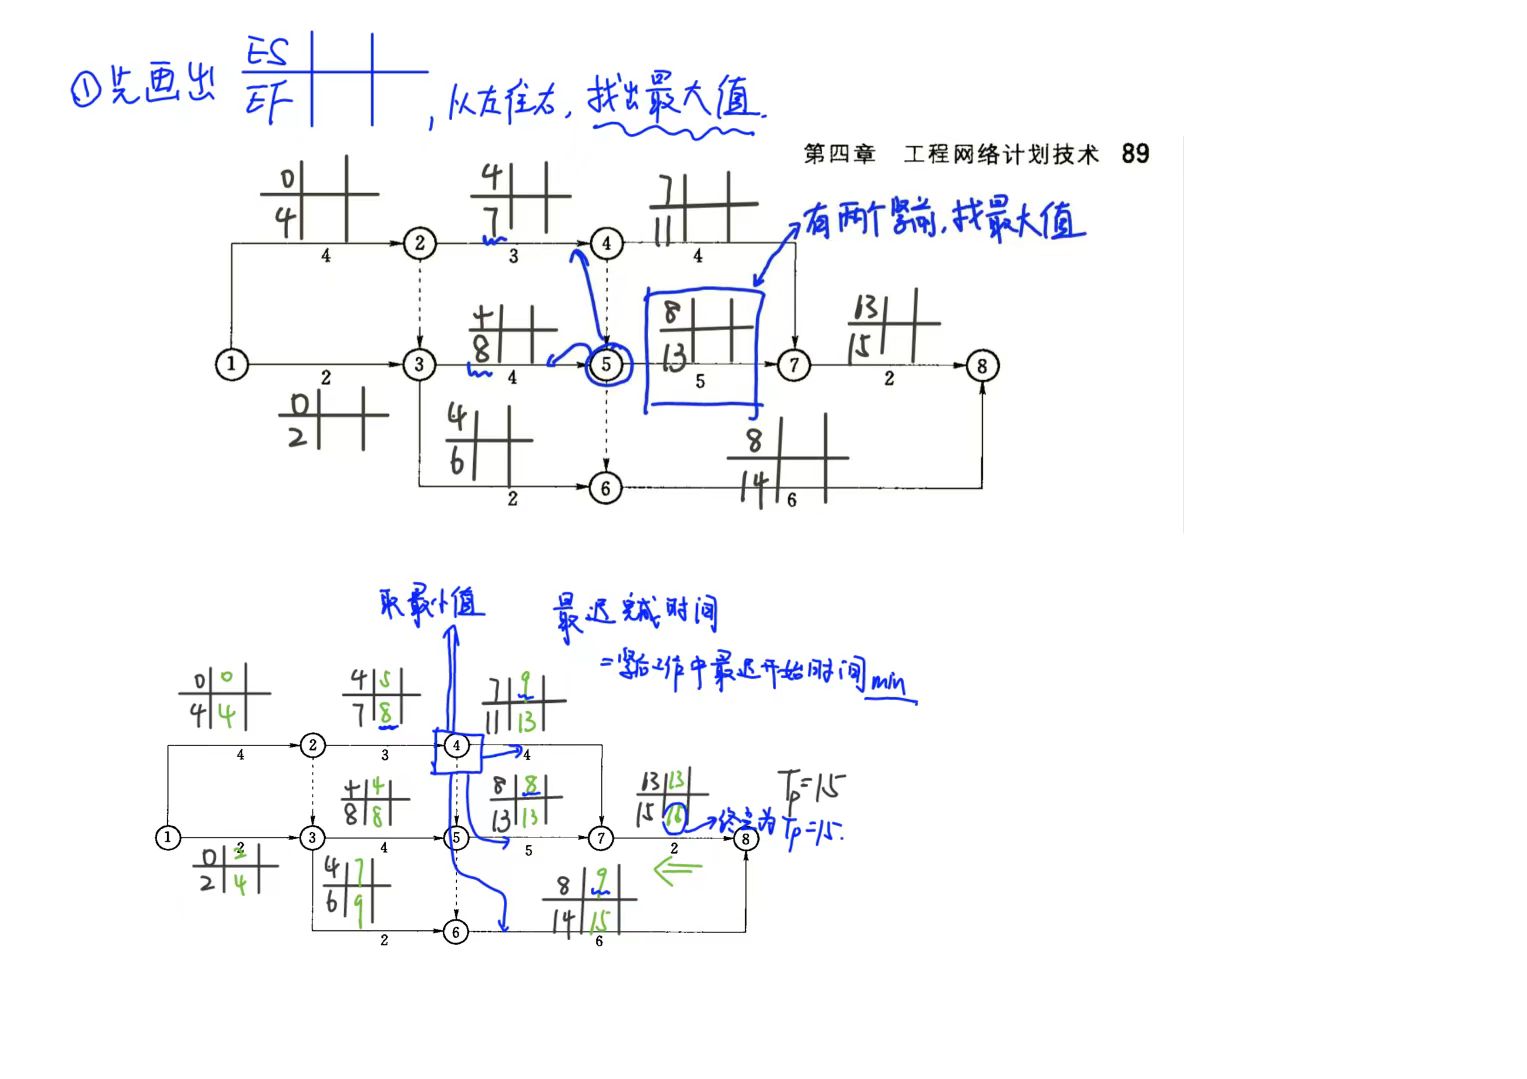 ①先画出 ES
EF ,从左往右,找出最大值.
第四章 工程网络计划技术 89
有两个紧前,找最大值
0 4 7
4 7 11
② ④
4 3 4
4 8 13
8 13 15
① ③ ⑤ ⑦ ⑧
2 4 5 2
0 4 8
2 6 14
⑥
2 6
取最小值 最迟完成时间
=紧后工作中最迟开始时间min
0 0 4 5 7 9
4 4 7 8 11 13
② ④
4 3 4
4 4 8 8 13 13 Tp=15
8 8 13 13 15 15 终点为Tp=15.
① ③ ⑤ ⑦ ⑧
2 4 5 2
0 2 4 7 8 9
2 4 6 9 14 15
⑥
2 6